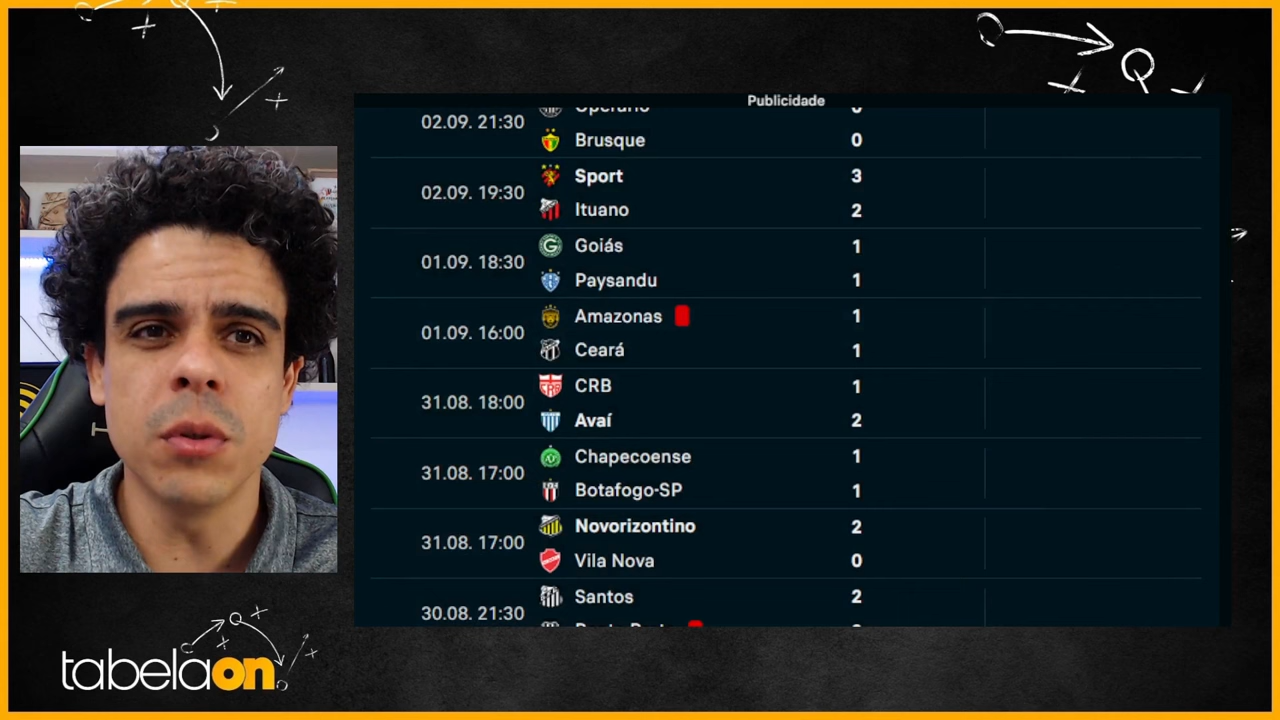 Publicidade
02.09. 21:30
Operário 0
Brusque 0
02.09. 19:30
Sport 3
Ituano 2
01.09. 18:30
Goiás 1
Paysandu 1
01.09. 16:00
Amazonas 1
Ceará 1
31.08. 18:00
CRB 1
Avaí 2
31.08. 17:00
Chapecoense 1
Botafogo-SP 1
31.08. 17:00
Novorizontino 2
Vila Nova 0
30.08. 21:30
Santos 2
tabelaon